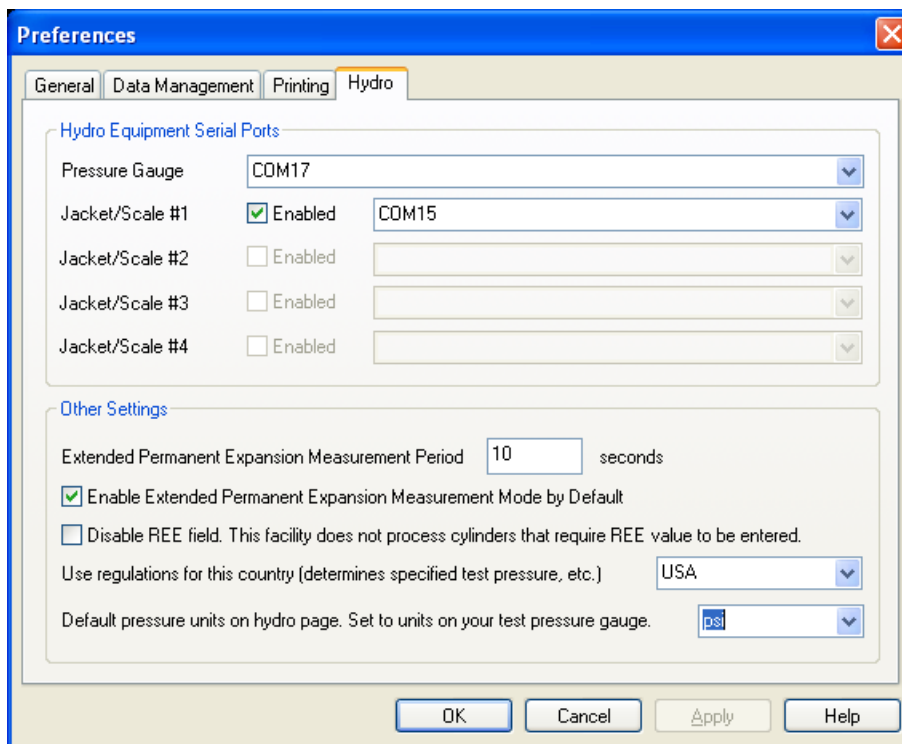 Preferences
General Data Management Printing Hydro
Hydro Equipment Serial Ports
Pressure Gauge COM17
Jacket/Scale #1 Enabled COM15
Jacket/Scale #2 Enabled
Jacket/Scale #3 Enabled
Jacket/Scale #4 Enabled
Other Settings
Extended Permanent Expansion Measurement Period 10 seconds
Enable Extended Permanent Expansion Measurement Mode by Default
Disable REE field. This facility does not process cylinders that require REE value to be entered.
Use regulations for this country (determines specified test pressure, etc.) USA
Default pressure units on hydro page. Set to units on your test pressure gauge. psi
OK Cancel Apply Help